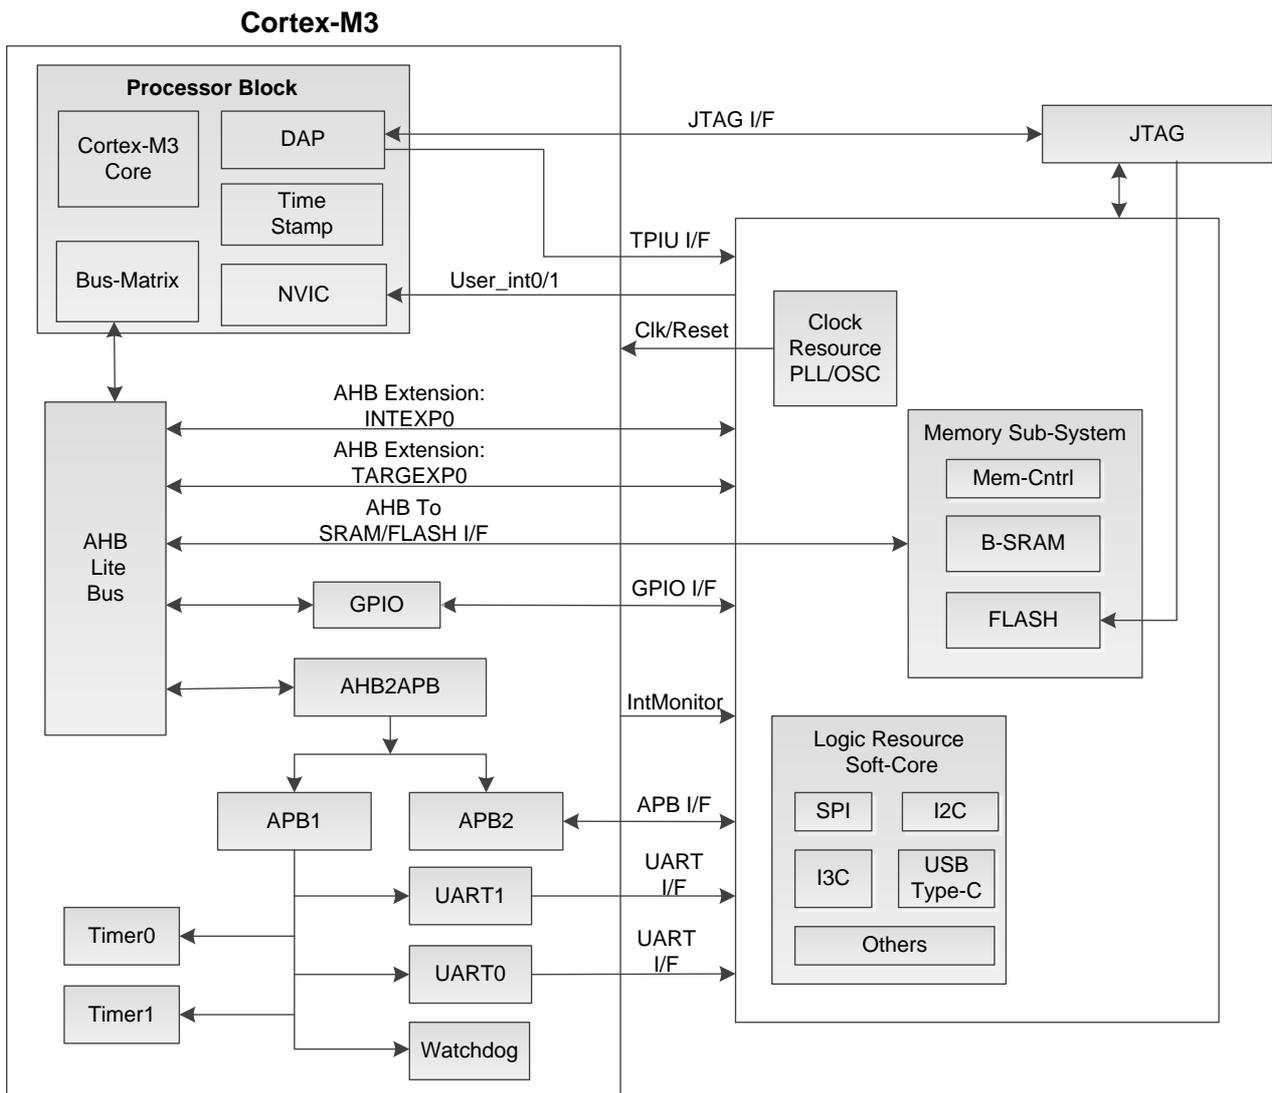 Cortex-M3
Processor Block
Cortex-M3
Core
DAP
Time
Stamp
Bus-Matrix
NVIC
JTAG I/F
JTAG
TPIU I/F
User_int0/1
Clk/Reset
Clock
Resource
PLL/OSC
AHB Extension:
INTEXP0
AHB Extension:
TARGEXP0
AHB To
SRAM/FLASH I/F
AHB
Lite
Bus
GPIO
GPIO I/F
Memory Sub-System
Mem-Cntrl
B-SRAM
FLASH
AHB2APB
IntMonitor
APB1
APB2
APB I/F
UART
I/F
UART1
UART
I/F
UART0
Timer0
Timer1
Watchdog
Logic Resource
Soft-Core
SPI
I2C
I3C
USB
Type-C
Others